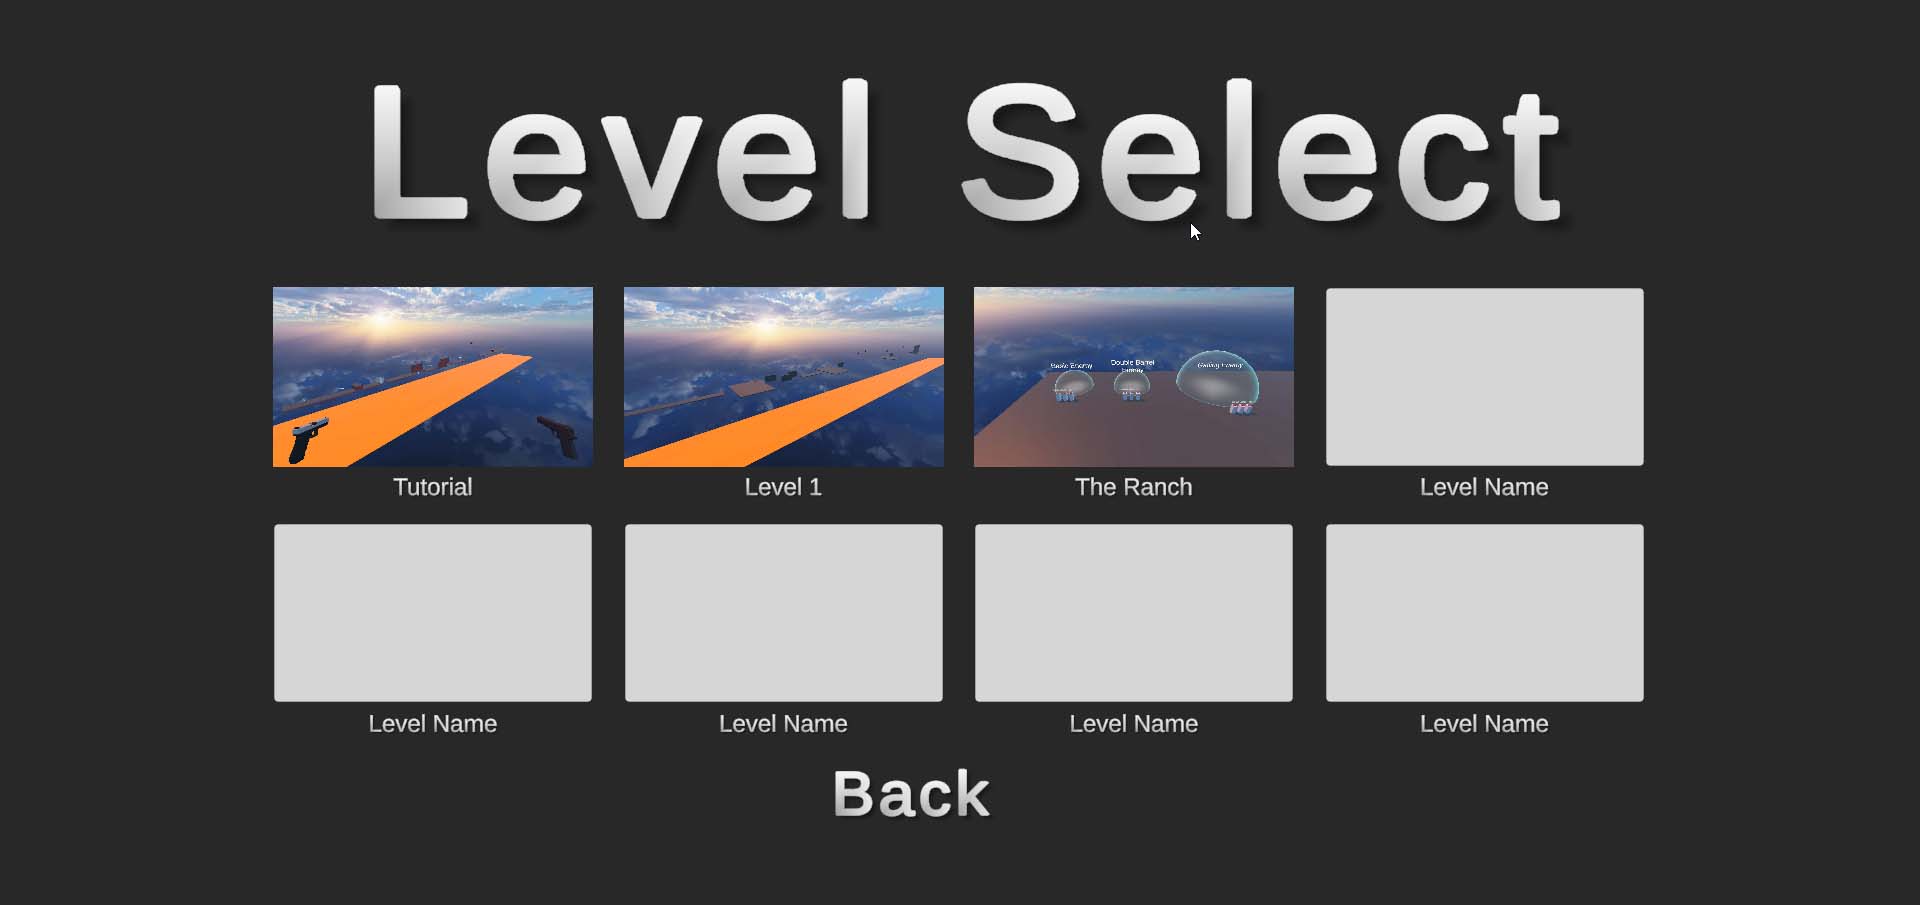 Level Select
Basic Enemy
Double Barrel
Enemy
Gatling Enemy
Tutorial
Level 1
The Ranch
Level Name
Level Name
Level Name
Level Name
Level Name
Back